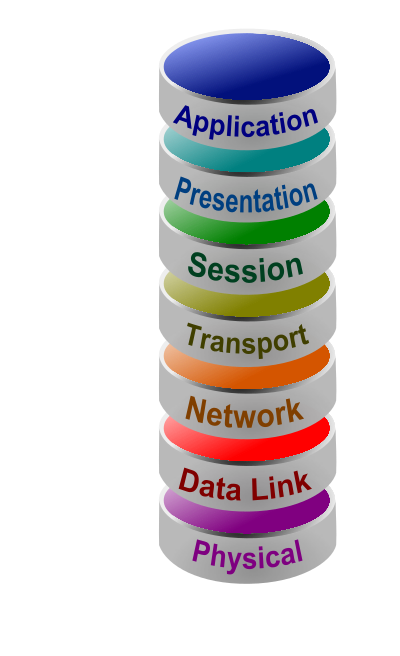 Application
Presentation
Session
Transport
Network
Data Link
Physical